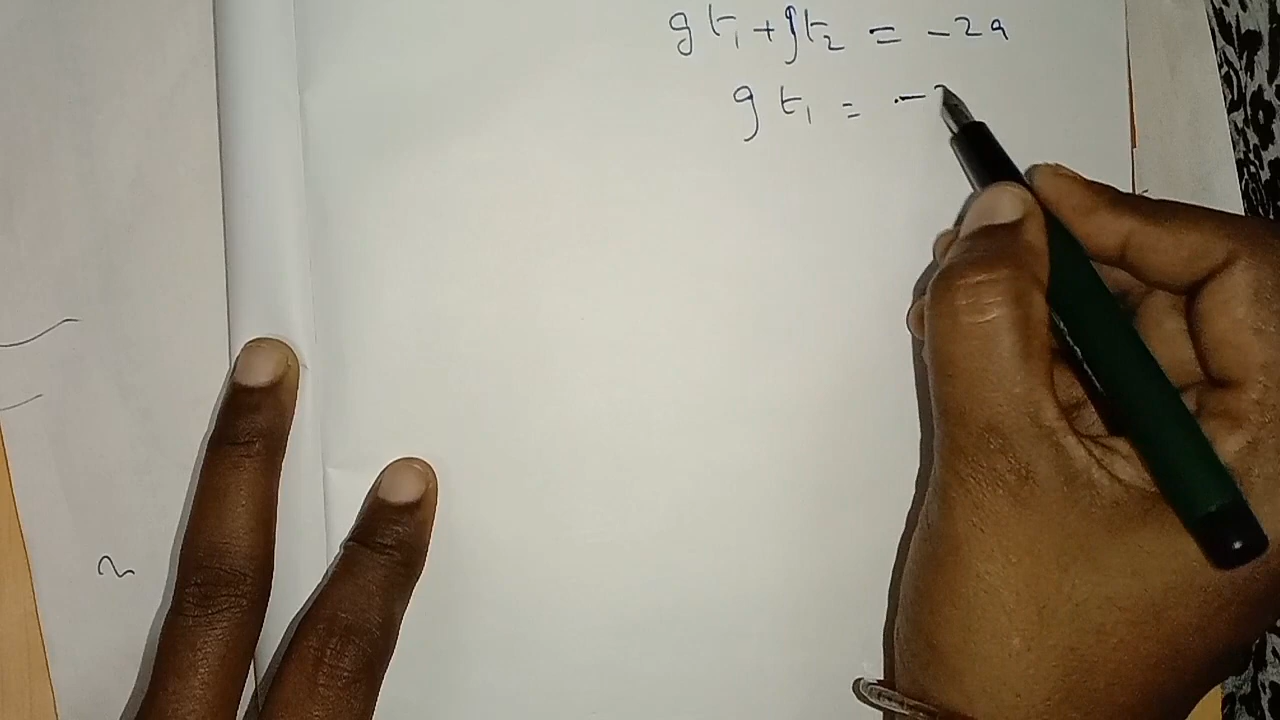 gt₁ + gt₂ = -2a
gt₁ = -